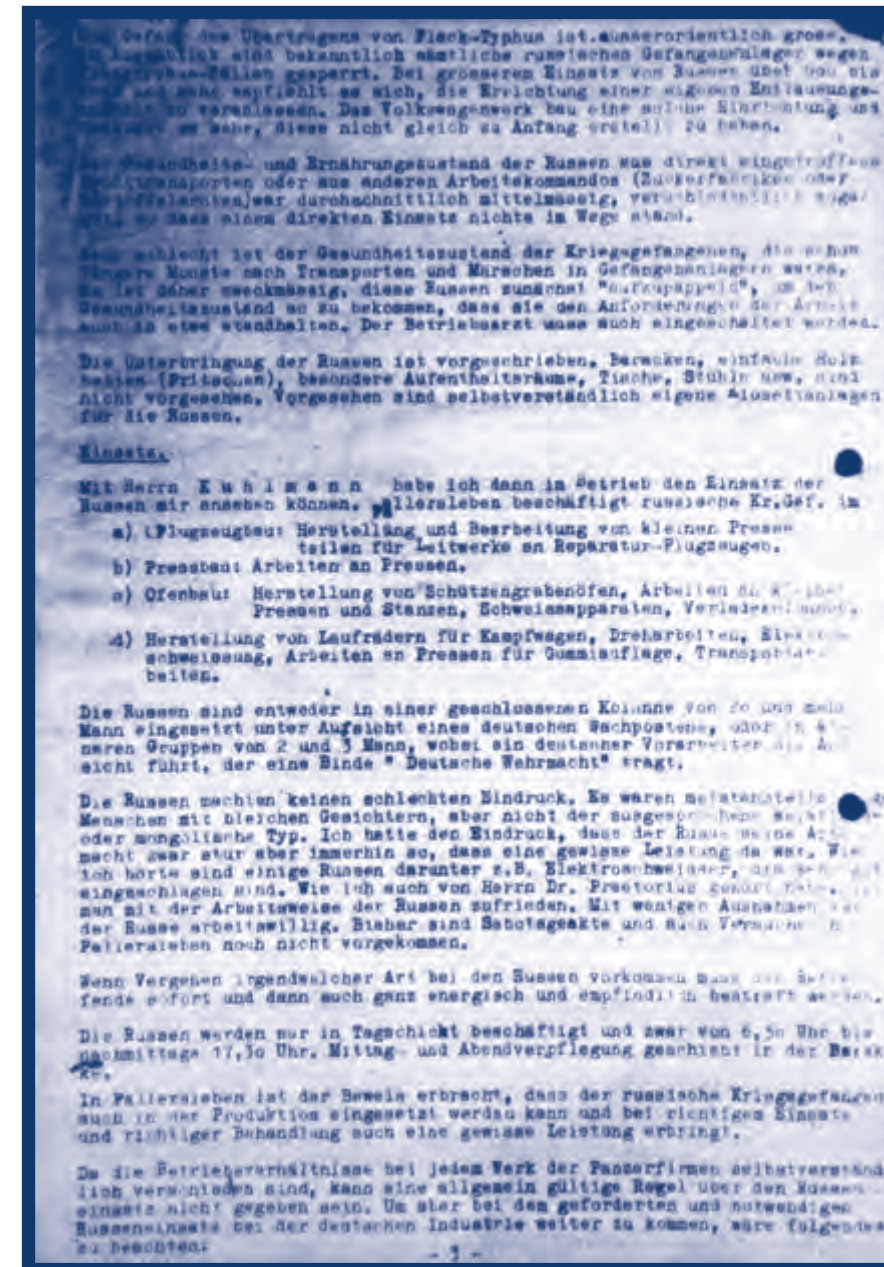 Gefahr des Übertragens von Fleck-Typhus ist ausserordentlich gross.
sind bekanntlich sämtliche russischen Gefangenenlager wegen
gesperrt. Bei grösserem Einsatz von Russen
empfiehlt es sich, die Errichtung einer eigenen Entlausungs-
zu veranlassen. Das Volkswagenwerk bau eine solche Einrichtung und
sehr, diese nicht gleich zu Anfang erstellt zu haben.
Gesundheits- und Ernährungszustand der Russen aus direkt eingetroffene
oder aus anderen Arbeitskommandos (Zuckerfabriken oder
war durchschnittlich mittelmässig,
so dass einem direkten Einsatz nichts im Wege stand.
schlecht ist der Gesundheitszustand der Kriegsgefangenen, die schon
Monate nach Transporten und Märschen in Gefangenenlagern waren.
Es ist daher zweckmässig, diese Russen zunächst "aufzupäppeln", um den
Gesundheitszustand so zu bekommen, dass sie den Anforderungen der Arbeit
auch in etwa standhalten. Der Betriebsarzt muss auch eingeschaltet werden.
Die Unterbringung der Russen ist vorgeschrieben. Baracken, einfache Holz
betten (Pritschen), besondere Aufenthaltsräume, Tische, Stühle usw. sind
nicht vorgesehen. Vorgesehen sind selbstverständlich eigene Klosettanlagen
für die Russen.
Einsatz.
Mit Herrn K u h l m a n n habe ich dann im Betrieb den Einsatz der
Russen mir ansehen können. Fallersleben beschäftigt russische Kr.Gef. im
a) Flugzeugbau: Herstellung und Bearbeitung von kleinen Presse
teilen für Leitwerke an Reparatur-Flugzeugen.
b) Pressbau: Arbeiten an Pressen.
c) Ofenbau: Herstellung von Schützengrabenöfen, Arbeiten an
Pressen und Stanzen, Schweissapparaten,
d) Herstellung von Laufrädern für Kampfwagen, Dreharbeiten,
schweissung, Arbeiten an Pressen für Gummiauflage,
beiten.
Die Russen sind entweder in einer geschlossenen Kolonne von 20 und mehr
Mann eingesetzt unter Aufsicht eines deutschen Wachpostens, oder in
neren Gruppen von 2 und 3 Mann, wobei ein deutscher Vorarbeiter die
sicht führt, der eine Binde " Deutsche Wehrmacht" trägt.
Die Russen machten keinen schlechten Eindruck. Es waren meistenteils
Menschen mit bleichen Gesichtern, aber nicht der
oder mongolische Typ. Ich hatte den Eindruck, dass der Russe seine
macht zwar stur aber immerhin so, dass eine gewisse Leistung da war. Wie
ich hörte sind einige Russen darunter z.B. Elektroschweisser, die
eingeschlagen sind. Wie ich auch von Herrn Dr. Praetorius gehört habe,
man mit der Arbeitsweise der Russen zufrieden. Mit wenigen Ausnahmen
der Russe arbeitswillig. Bisher sind Sabotageakte und auch Versuche
Fallersleben noch nicht vorgekommen.
Wenn Vergehen irgendwelcher Art bei den Russen vorkommen muss der
fende sofort und dann auch ganz energisch und empfindlich bestraft werden.
Die Russen werden nur in Tagschicht beschäftigt und zwar von 6,30 Uhr bis
nachmittags 17,30 Uhr. Mittag- und Abendverpflegung geschieht in der Barak
ke.
In Fallersleben ist der Beweis erbracht, dass der russische Kriegsgefangene
auch in der Produktion eingesetzt werden kann und bei richtigem Einsatz
und richtiger Behandlung auch eine gewisse Leistung erbringt.
Da die Betriebsverhältnisse bei jedem Werk der Panzerfirmen selbstverständ
lich verschieden sind, kann eine allgemein gültige Regel über den Russen
einsatz nicht gegeben sein. Um aber bei dem geforderten und notwendigen
Russeneinsatz bei der deutschen Industrie weiter zu kommen, wäre folgendes
zu beachten:
- 3 -